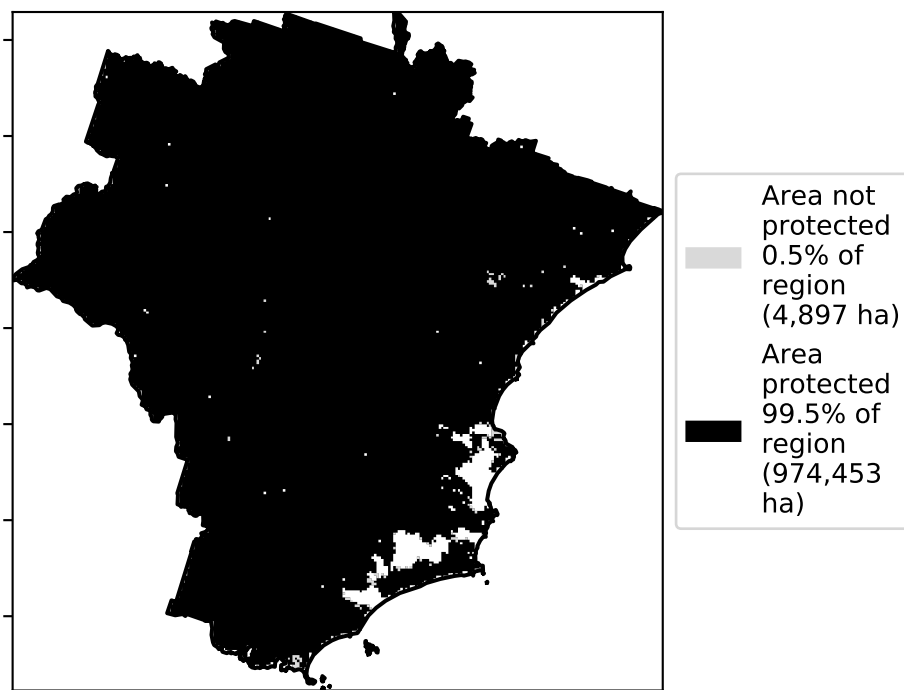 Area not
protected
0.5% of
region
(4,897 ha)
Area
protected
99.5% of
region
(974,453
ha)